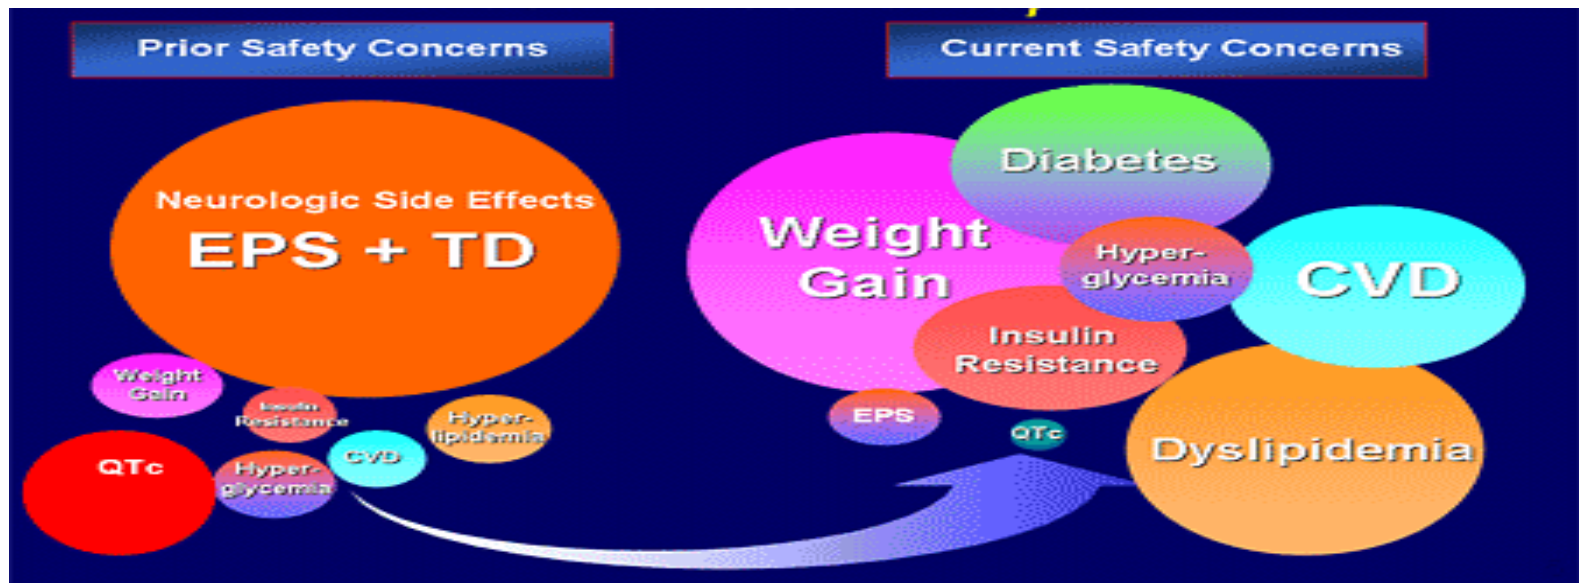 Prior Safety Concerns
Neurologic Side Effects
EPS + TD
Weight
Gain
Insulin
Resistance
Hyper-
lipidemia
QTc
Hyper-
glycemia
CVD
Current Safety Concerns
Diabetes
Weight
Gain
Hyper-
glycemia
CVD
Insulin
Resistance
EPS
QTc
Dyslipidemia